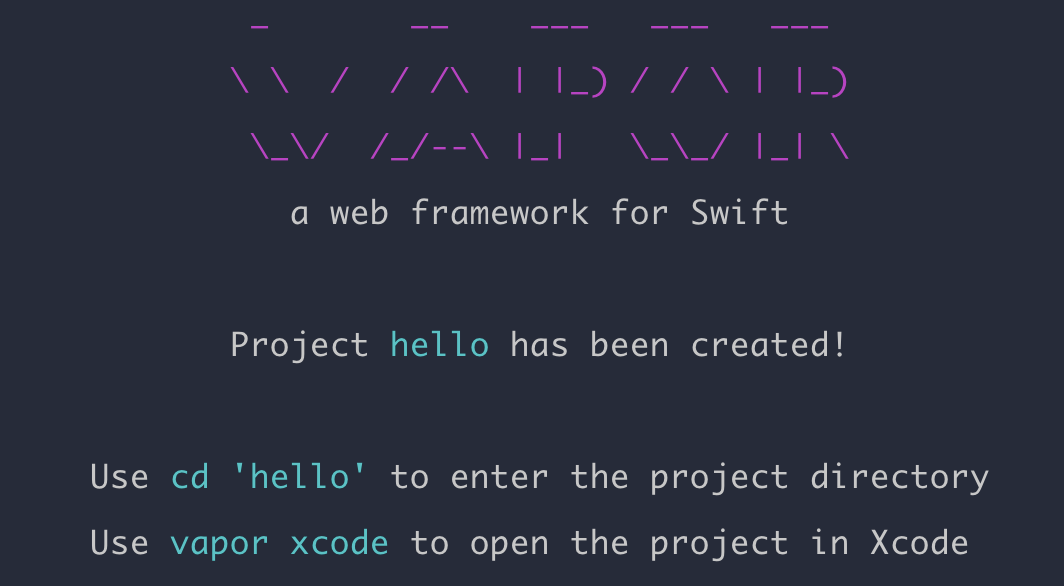 _       __    ___   ___   ___
\ \  /  / /\  | |_) / / \ | |_)
 \_\/  /_/--\ |_|   \_\_/ |_| \
a web framework for Swift
Project hello has been created!
Use cd 'hello' to enter the project directory
Use vapor xcode to open the project in Xcode